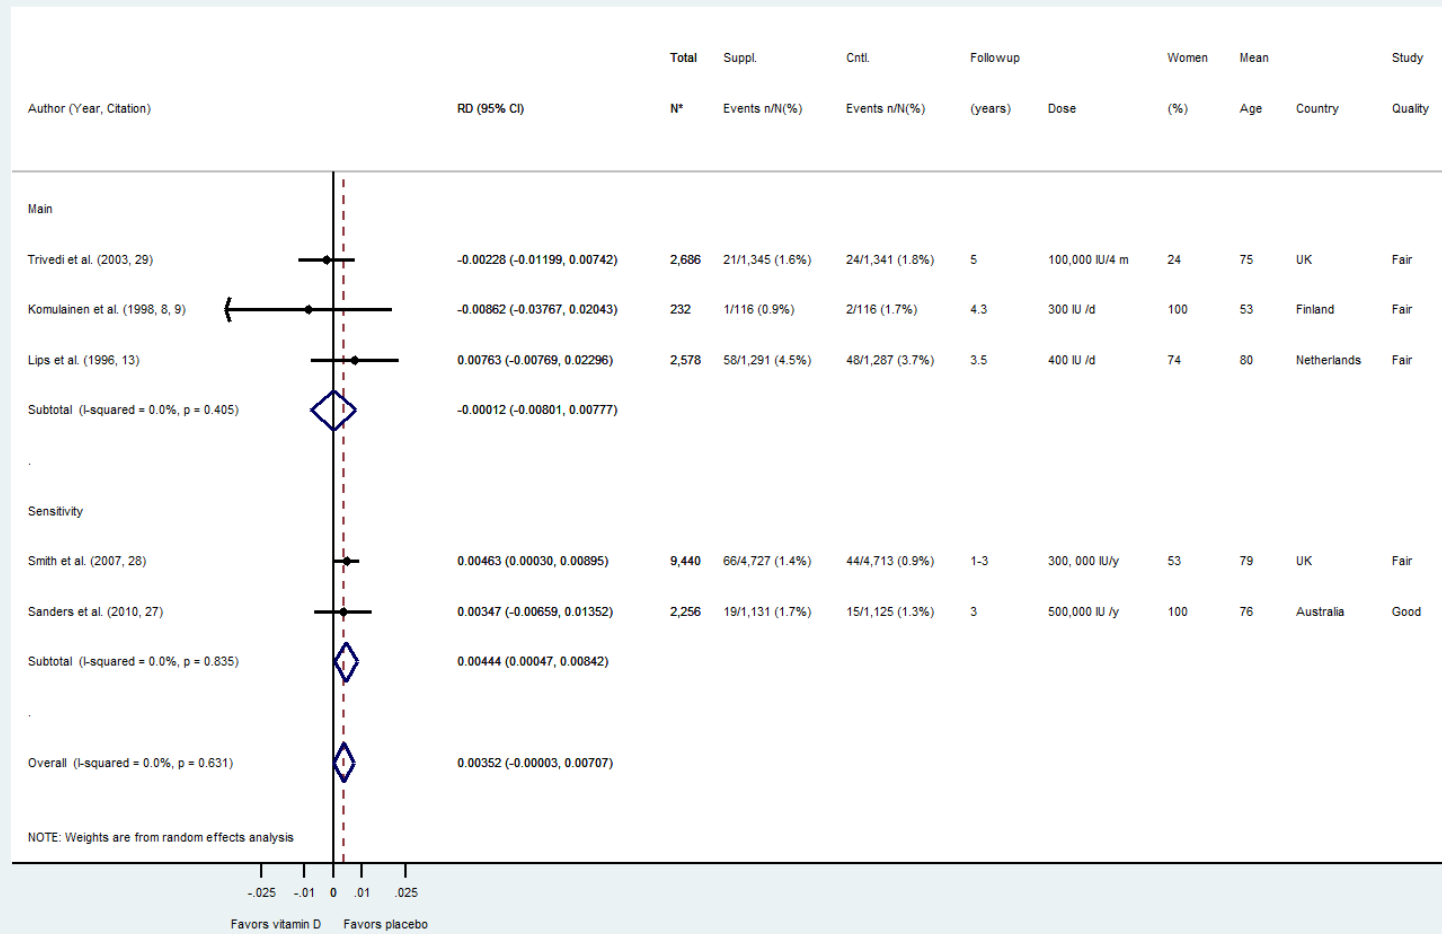 Total Suppl. Cntl. Followup Women Mean Study
Author (Year, Citation) RD (95% CI) N* Events n/N(%) Events n/N(%) (years) Dose (%) Age Country Quality
Main
Trivedi et al. (2003, 29) -0.00228 (-0.01199, 0.00742) 2,686 21/1,345 (1.6%) 24/1,341 (1.8%) 5 100,000 IU/4 m 24 75 UK Fair
Komulainen et al. (1998, 8, 9) -0.00862 (-0.03767, 0.02043) 232 1/116 (0.9%) 2/116 (1.7%) 4.3 300 IU /d 100 53 Finland Fair
Lips et al. (1996, 13) 0.00763 (-0.00769, 0.02296) 2,578 58/1,291 (4.5%) 48/1,287 (3.7%) 3.5 400 IU /d 74 80 Netherlands Fair
Subtotal (I-squared = 0.0%, p = 0.405) -0.00012 (-0.00801, 0.00777)
.
Sensitivity
Smith et al. (2007, 28) 0.00463 (0.00030, 0.00895) 9,440 66/4,727 (1.4%) 44/4,713 (0.9%) 1-3 300, 000 IU/y 53 79 UK Fair
Sanders et al. (2010, 27) 0.00347 (-0.00659, 0.01352) 2,256 19/1,131 (1.7%) 15/1,125 (1.3%) 3 500,000 IU /y 100 76 Australia Good
Subtotal (I-squared = 0.0%, p = 0.835) 0.00444 (0.00047, 0.00842)
.
Overall (I-squared = 0.0%, p = 0.631) 0.00352 (-0.00003, 0.00707)
NOTE: Weights are from random effects analysis
-.025 -.01 0 .01 .025
Favors vitamin D Favors placebo